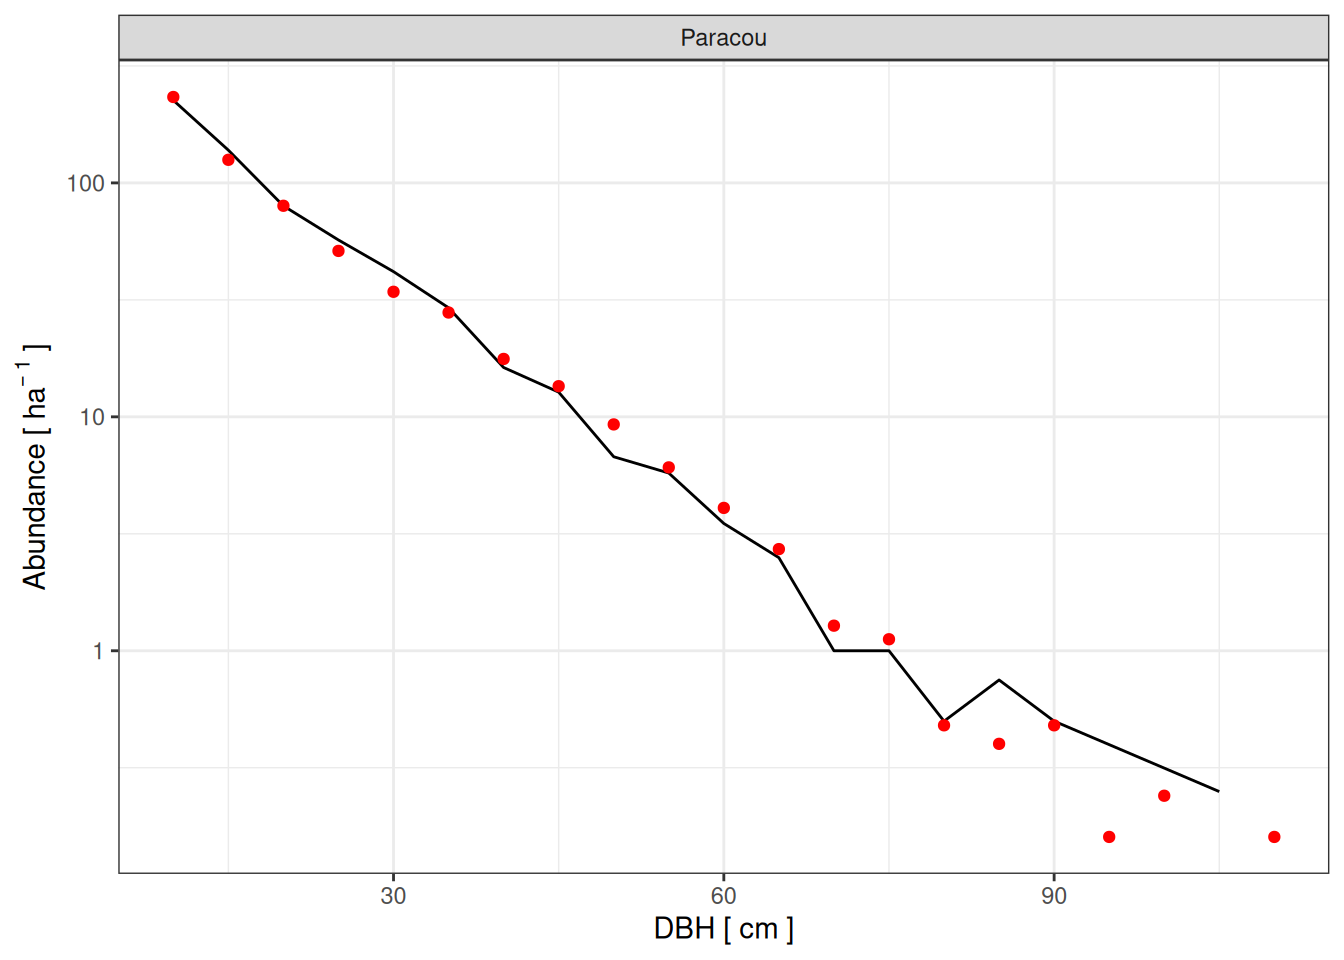 Paracou
100
10
1
Abundance [ ha⁻¹ ]
30 60 90
DBH [ cm ]